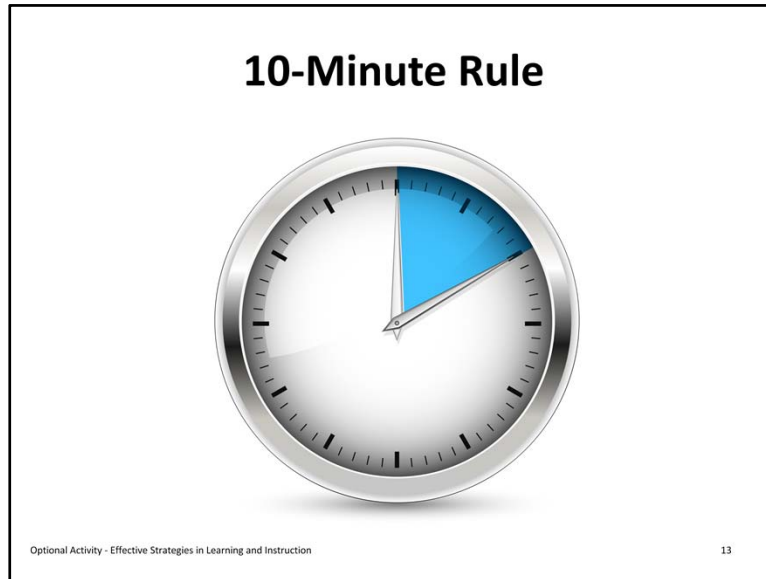 10-Minute Rule
Optional Activity - Effective Strategies in Learning and Instruction
13